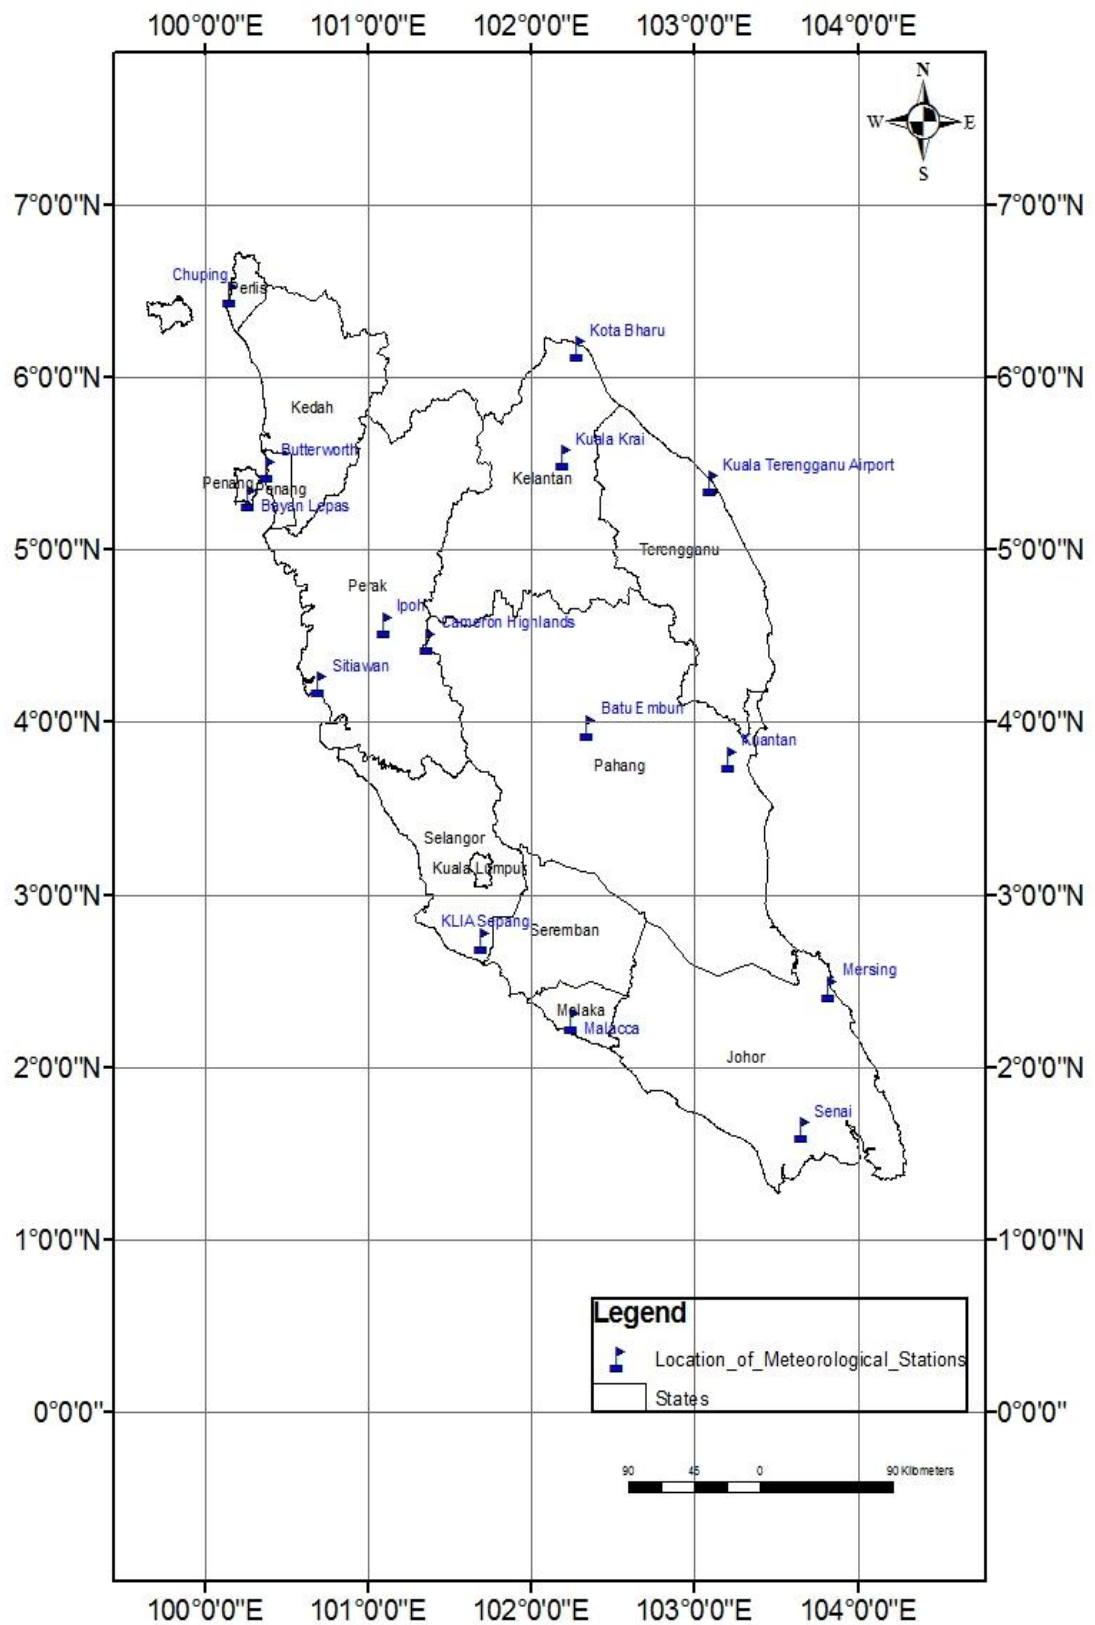 100°0'0"E 101°0'0"E 102°0'0"E 103°0'0"E 104°0'0"E
N
W E
S
7°0'0"N 7°0'0"N
Chuping
Perlis
Kota Bharu
6°0'0"N 6°0'0"N
Kedah
Kuala Krai
Butterworth
Kuala Terengganu Airport
Kelantan
Penang Penang
Bayan Lepas
5°0'0"N 5°0'0"N
Terengganu
Perak
Ipoh
Cameron Highlands
Sitiawan
Batu Embun
4°0'0"N 4°0'0"N
Kuantan
Pahang
Selangor
Kuala Lumpur
3°0'0"N 3°0'0"N
KLIA Sepang
Seremban
Mersing
Melaka
Malacca
Johor
2°0'0"N 2°0'0"N
Senai
1°0'0"N 1°0'0"N
Legend
Location_of_Meteorological_Stations
States
0°0'0" 0°0'0"
90 45 0 90 Kilometers
100°0'0"E 101°0'0"E 102°0'0"E 103°0'0"E 104°0'0"E